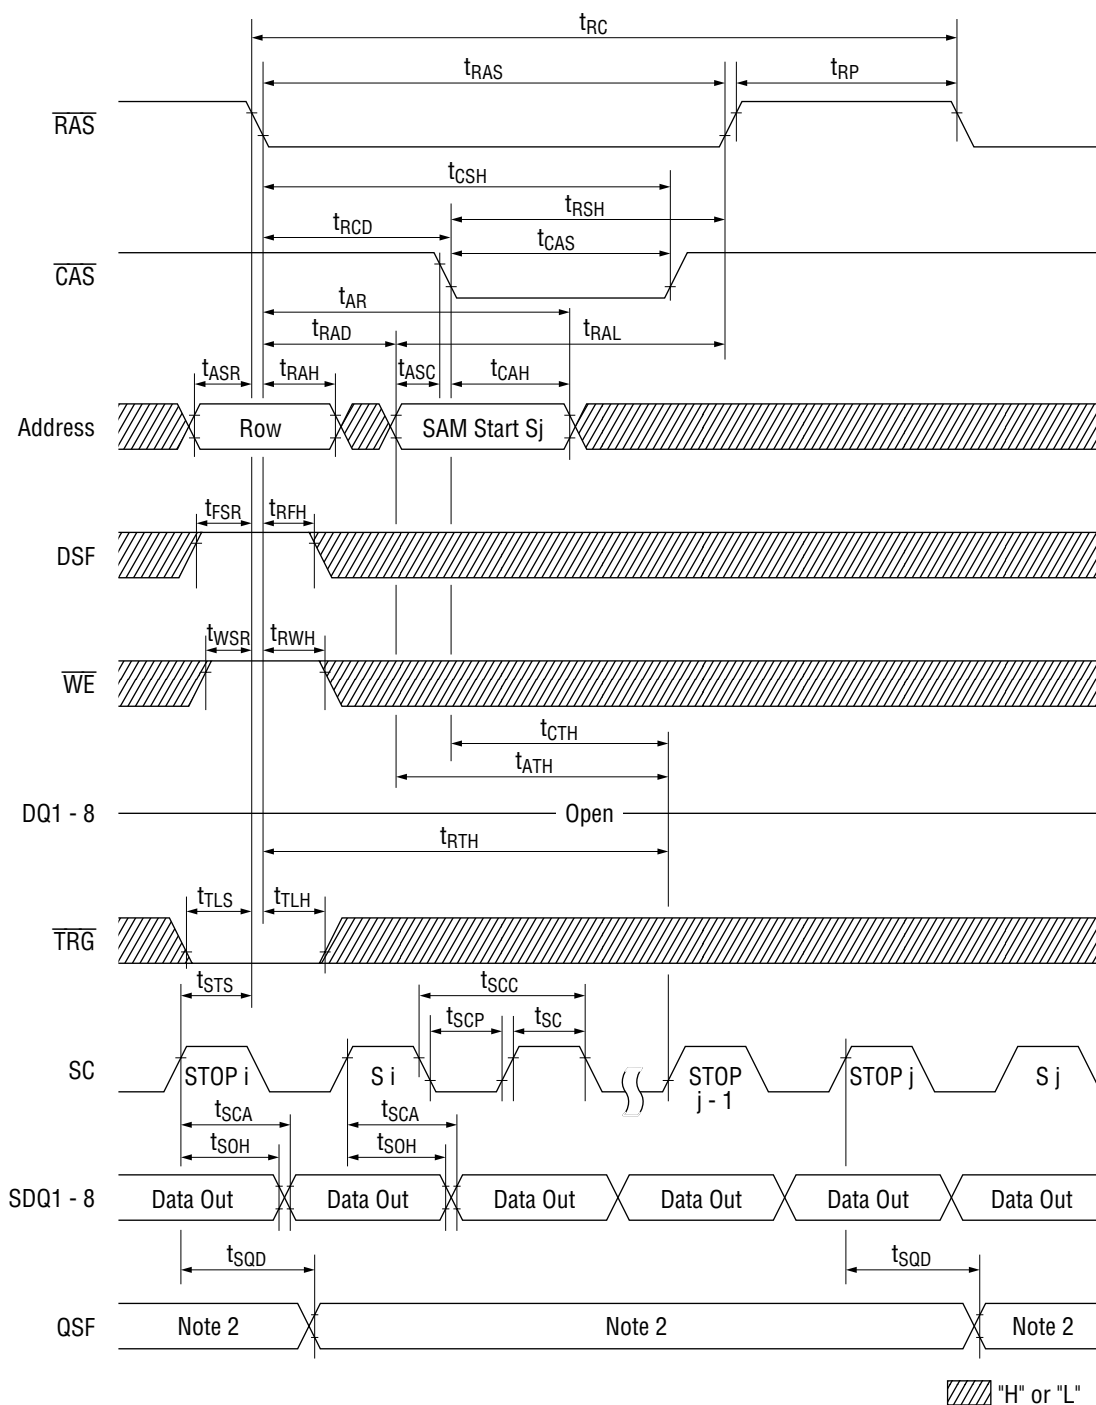 tRC
tRAS tRP
RAS
tCSH
tRSH
tRCD
tCAS
CAS
tAR
tRAD tRAL
tASR tRAH tASC tCAH
Address Row SAM Start Sj
tFSR tRFH
DSF
tWSR tRWH
WE
tCTH
tATH
DQ1 - 8 Open
tRTH
tTLS tTLH
TRG
tSTS tSCC
tSCP tSC
SC STOP i S i STOP j - 1 STOP j S j
tSCA tSCA
tSOH tSOH
SDQ1 - 8 Data Out Data Out Data Out Data Out Data Out Data Out
tSQD tSQD
QSF Note 2 Note 2 Note 2
"H" or "L"